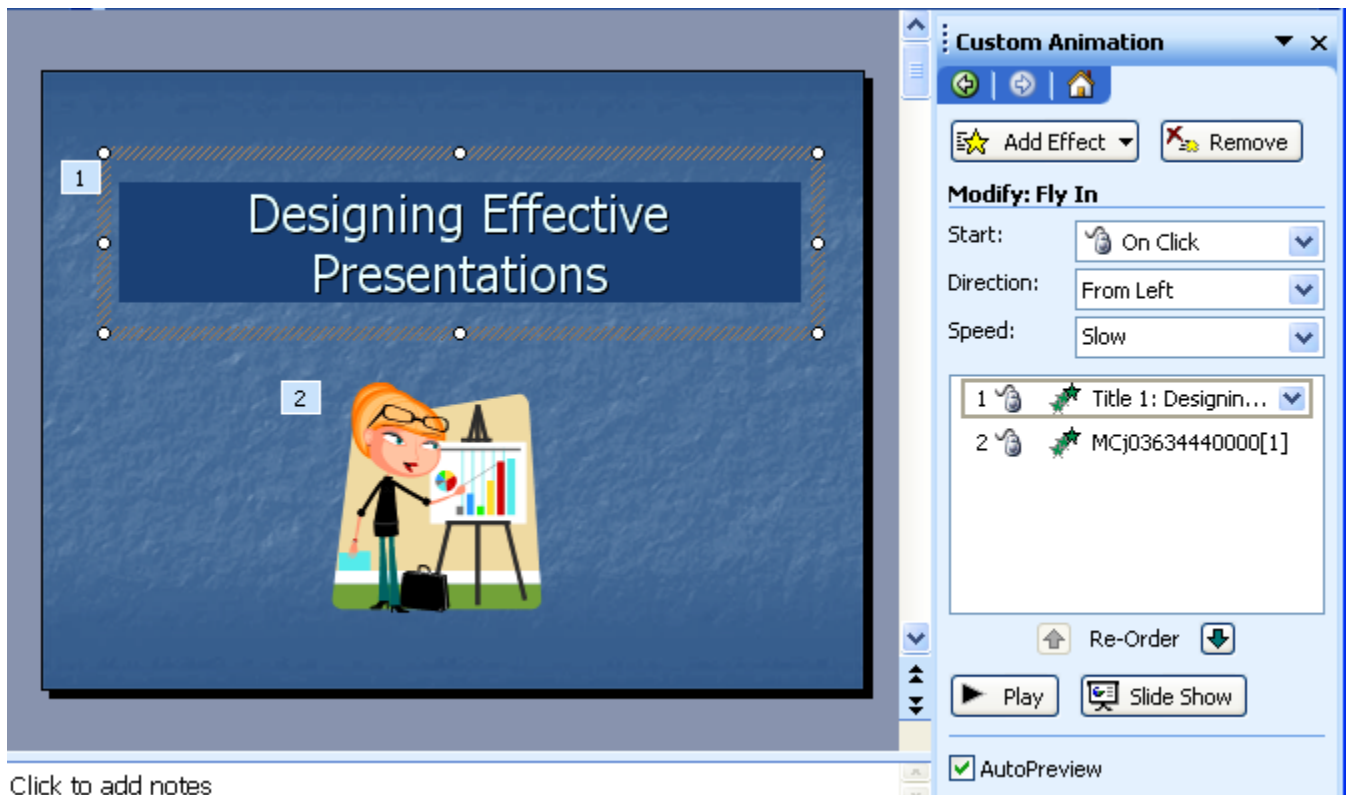 1
Designing Effective
Presentations
2
Click to add notes
Custom Animation
Add Effect
Remove
Modify: Fly In
Start:
On Click
Direction:
From Left
Speed:
Slow
1 Title 1: Designin...
2 MCj03634440000[1]
Re-Order
Play
Slide Show
AutoPreview